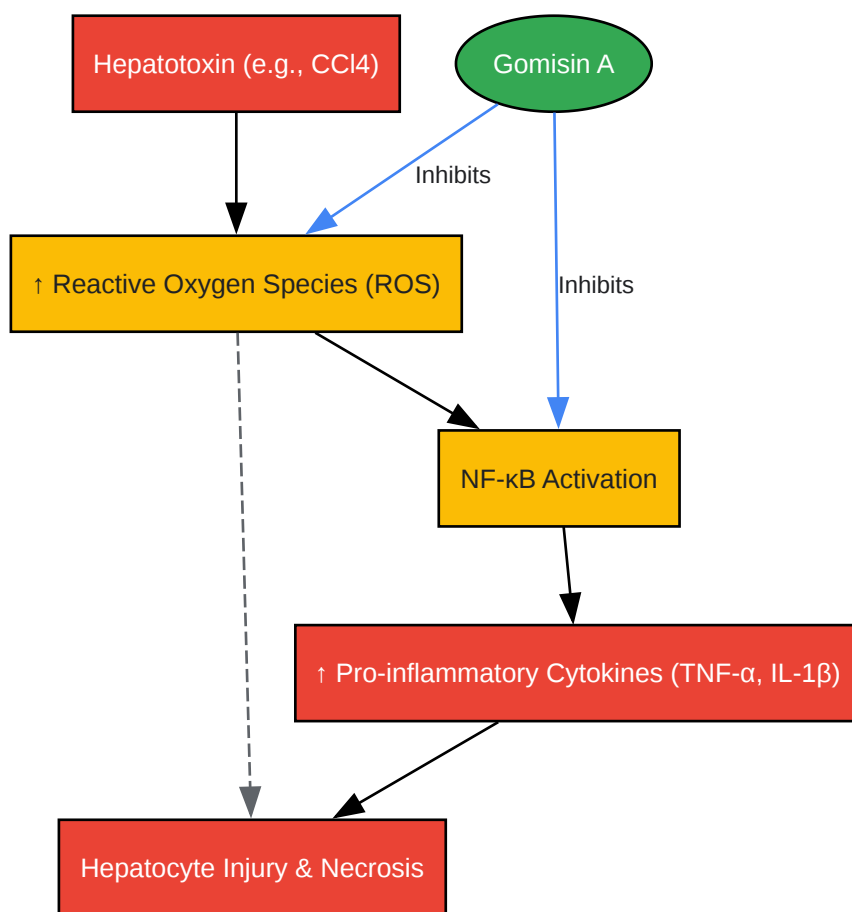 Hepatotoxin (e.g., CCl4)
Gomisin A
Inhibits
↑ Reactive Oxygen Species (ROS)
Inhibits
NF-κB Activation
↑ Pro-inflammatory Cytokines (TNF-α, IL-1β)
Hepatocyte Injury & Necrosis